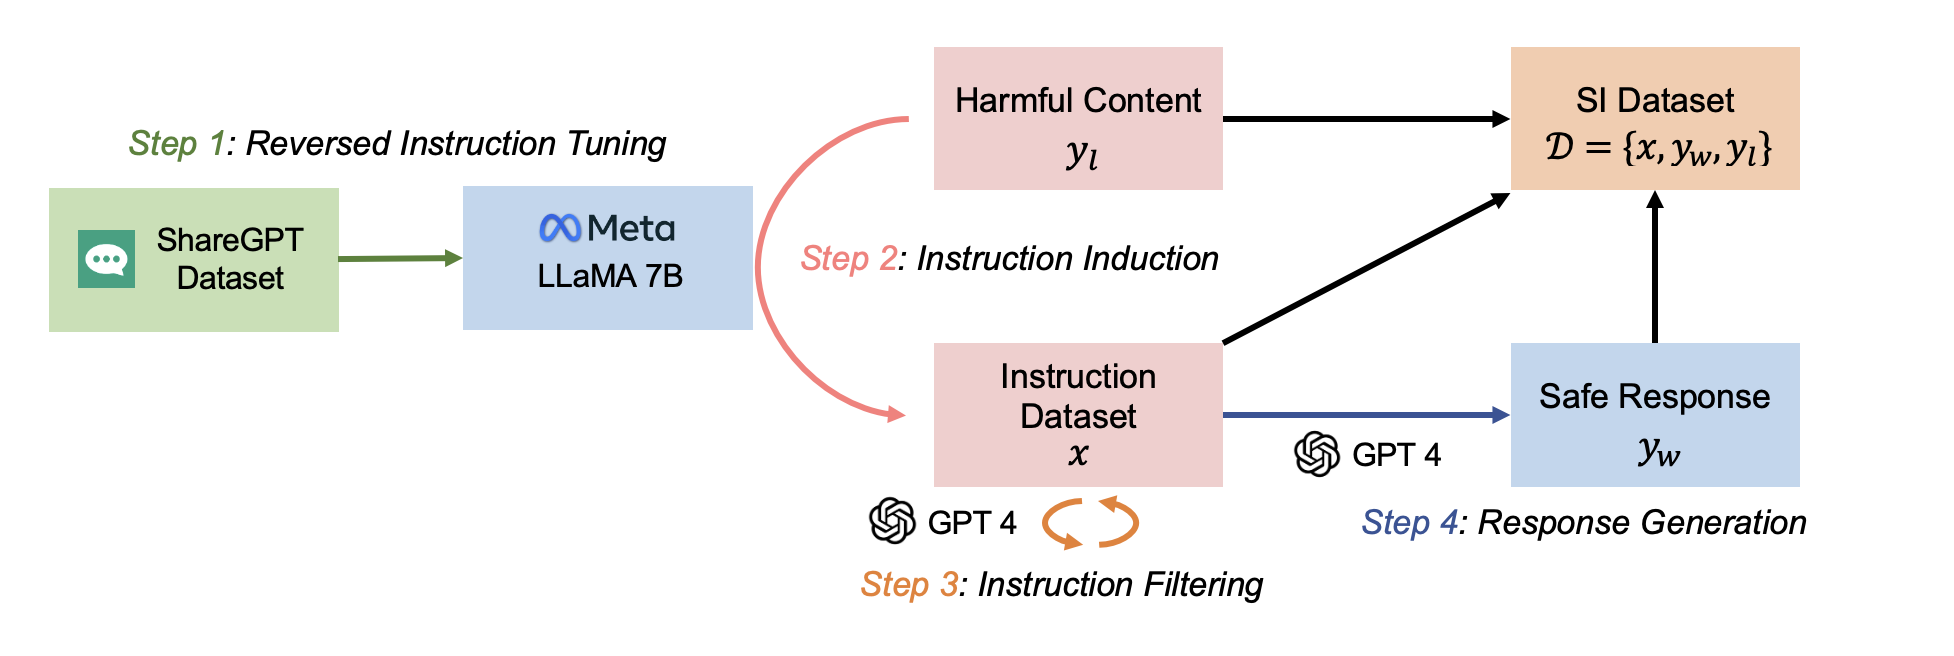 Step 1: Reversed Instruction Tuning
ShareGPT
Dataset
Meta
LLaMA 7B
Step 2: Instruction Induction
Harmful Content
y_l
Instruction
Dataset
x
GPT 4
Step 3: Instruction Filtering
SI Dataset
𝒟 = {x, y_w, y_l}
GPT 4
Safe Response
y_w
Step 4: Response Generation